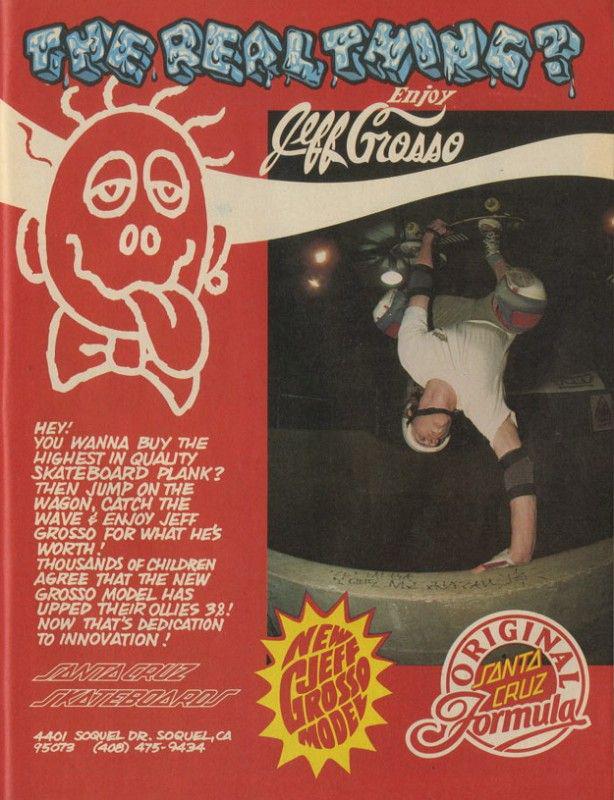 THE REAL THING?
Enjoy
Jeff Grosso
HEY!
YOU WANNA BUY THE
HIGHEST IN QUALITY
SKATEBOARD PLANK?
THEN JUMP ON THE
WAGON, CATCH THE
WAVE & ENJOY JEFF
GROSSO FOR WHAT HE'S
WORTH!
THOUSANDS OF CHILDREN
AGREE THAT THE NEW
GROSSO MODEL HAS
UPPED THEIR OLLIES 3,8!
NOW THAT'S DEDICATION
TO INNOVATION!
SANTA CRUZ
SKATEBOARDS
4401 SOQUEL DR. SOQUEL, CA
95073 (408) 475-9434
NEW
JEFF
GROSSO
MODEL
ORIGINAL
SANTA
CRUZ
Formula